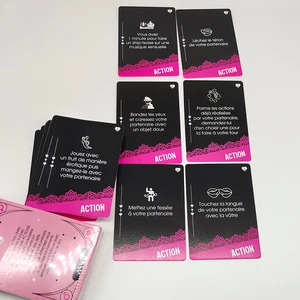 Vous avez
1 minute pour faire
un strip tease sur une
musique sensuelle
ACTION
Léchez le téton
de votre partenaire
ACTION
Bandez les yeux
et caressez votre
partenaire avec
un objet doux
ACTION
Parmis les actions
déjà réalisées
par votre partenaire,
demandez-lui
d'en choisir une pour
la faire à votre tour
ACTION
Jouez avec
un fruit de manière
érotique puis
mangez-le avec
votre partenaire
ACTION
Mettez une fessée
à votre partenaire
ACTION
Touchez la langue
de votre partenaire
avec la vôtre
ACTION